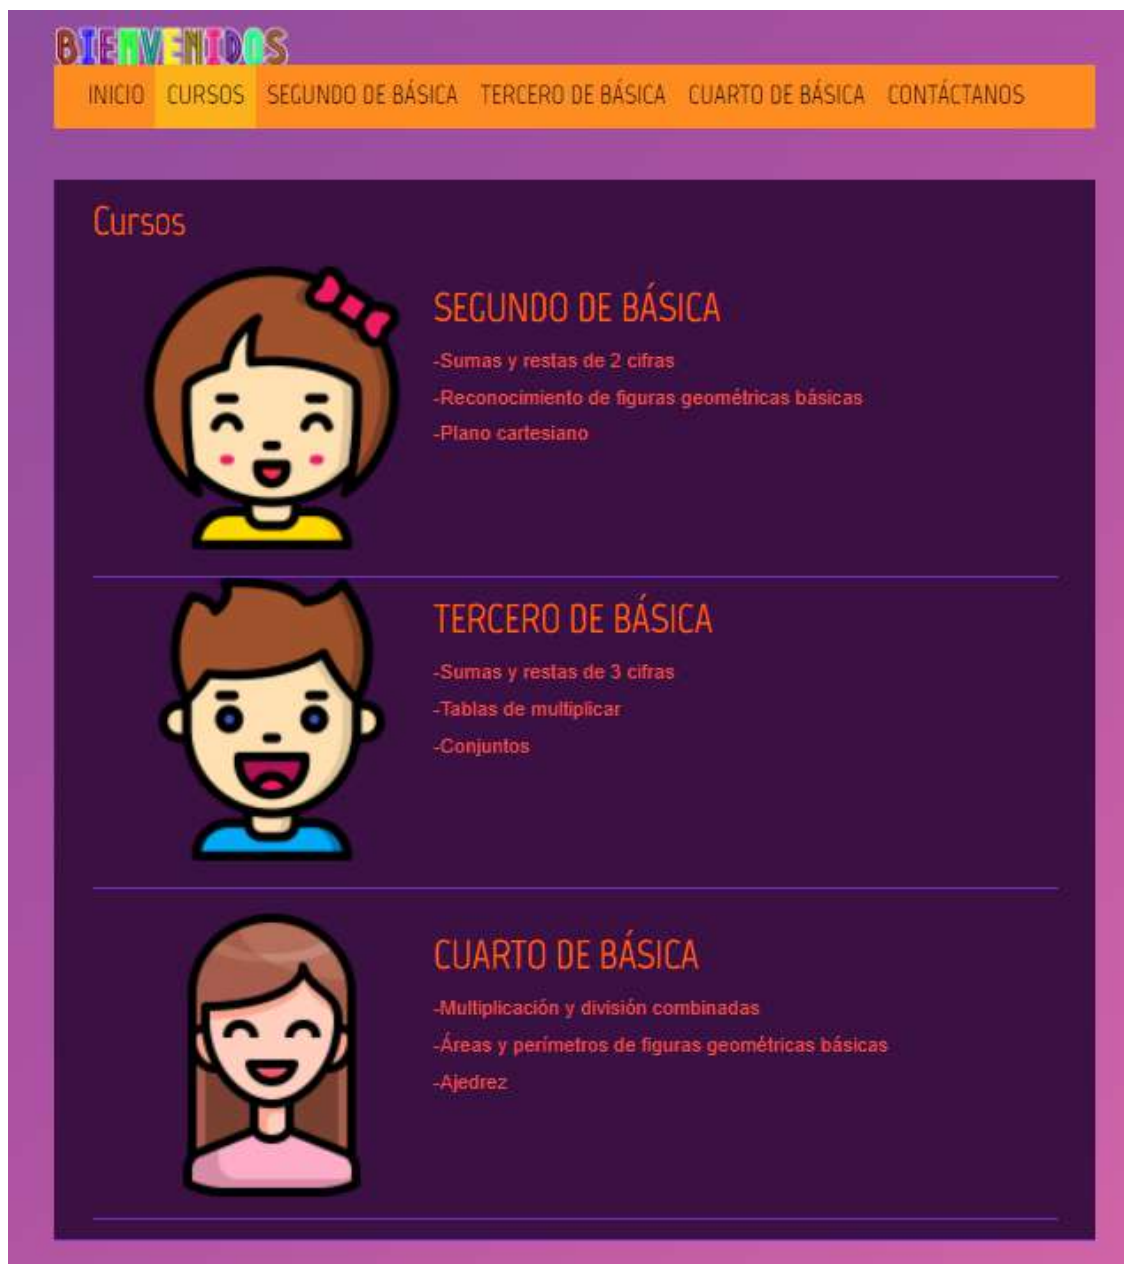 BIENVENIDOS
INICIO CURSOS SEGUNDO DE BÁSICA TERCERO DE BÁSICA CUARTO DE BÁSICA CONTÁCTANOS
Cursos
SEGUNDO DE BÁSICA
-Sumas y restas de 2 cifras
-Reconocimiento de figuras geométricas básicas
-Plano cartesiano
TERCERO DE BÁSICA
-Sumas y restas de 3 cifras
-Tablas de multiplicar
-Conjuntos
CUARTO DE BÁSICA
-Multiplicación y división combinadas
-Áreas y perímetros de figuras geométricas básicas
-Ajedrez